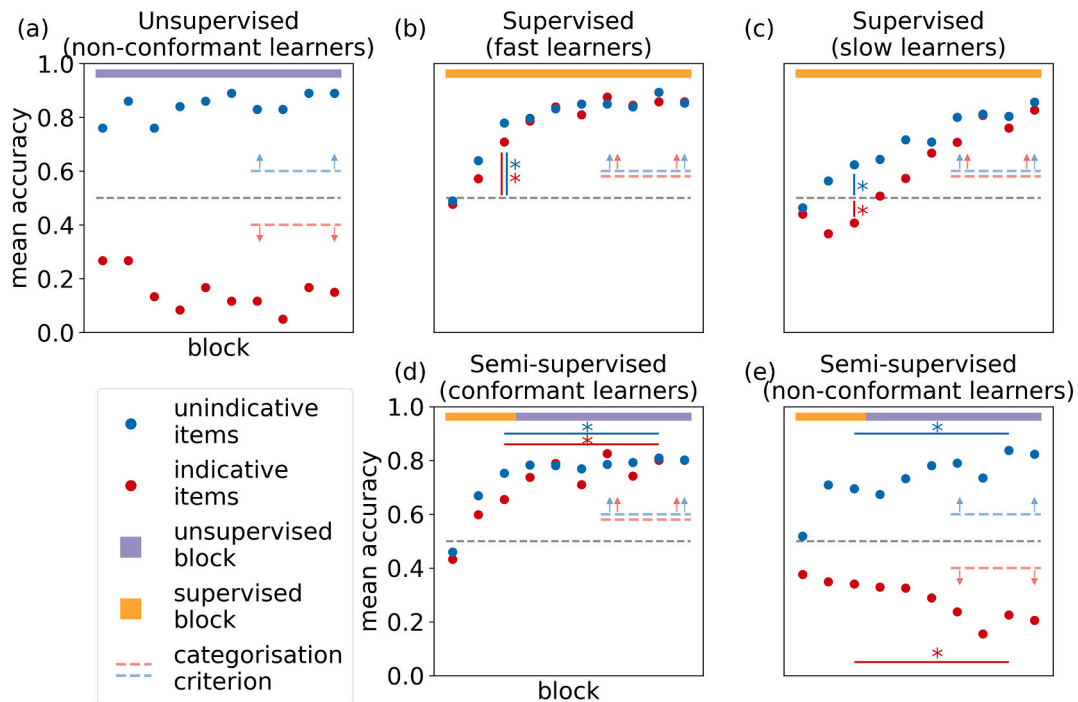 (a)
Unsupervised
(non-conformant learners)
(b)
Supervised
(fast learners)
(c)
Supervised
(slow learners)
1.0
0.8
0.6
0.4
0.2
0.0
mean accuracy
block
*
*
*
*
unindicative
items
indicative
items
unsupervised
block
supervised
block
categorisation
criterion
(d)
Semi-supervised
(conformant learners)
1.0
0.8
0.6
0.4
0.2
0.0
mean accuracy
block
*
*
(e)
Semi-supervised
(non-conformant learners)
*
*